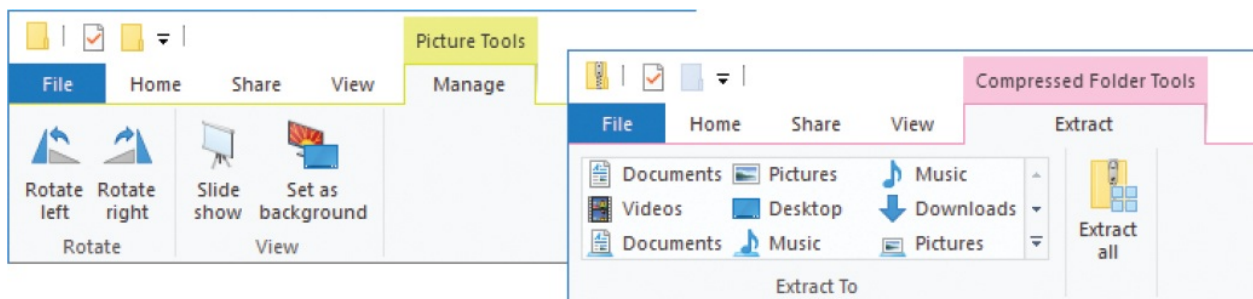 Picture Tools
File Home Share View Manage
Rotate left
Rotate right
Slide show
Set as background
Rotate
View
Compressed Folder Tools
File Home Share View Extract
Documents Pictures Music
Videos Desktop Downloads
Documents Music Pictures
Extract all
Extract To